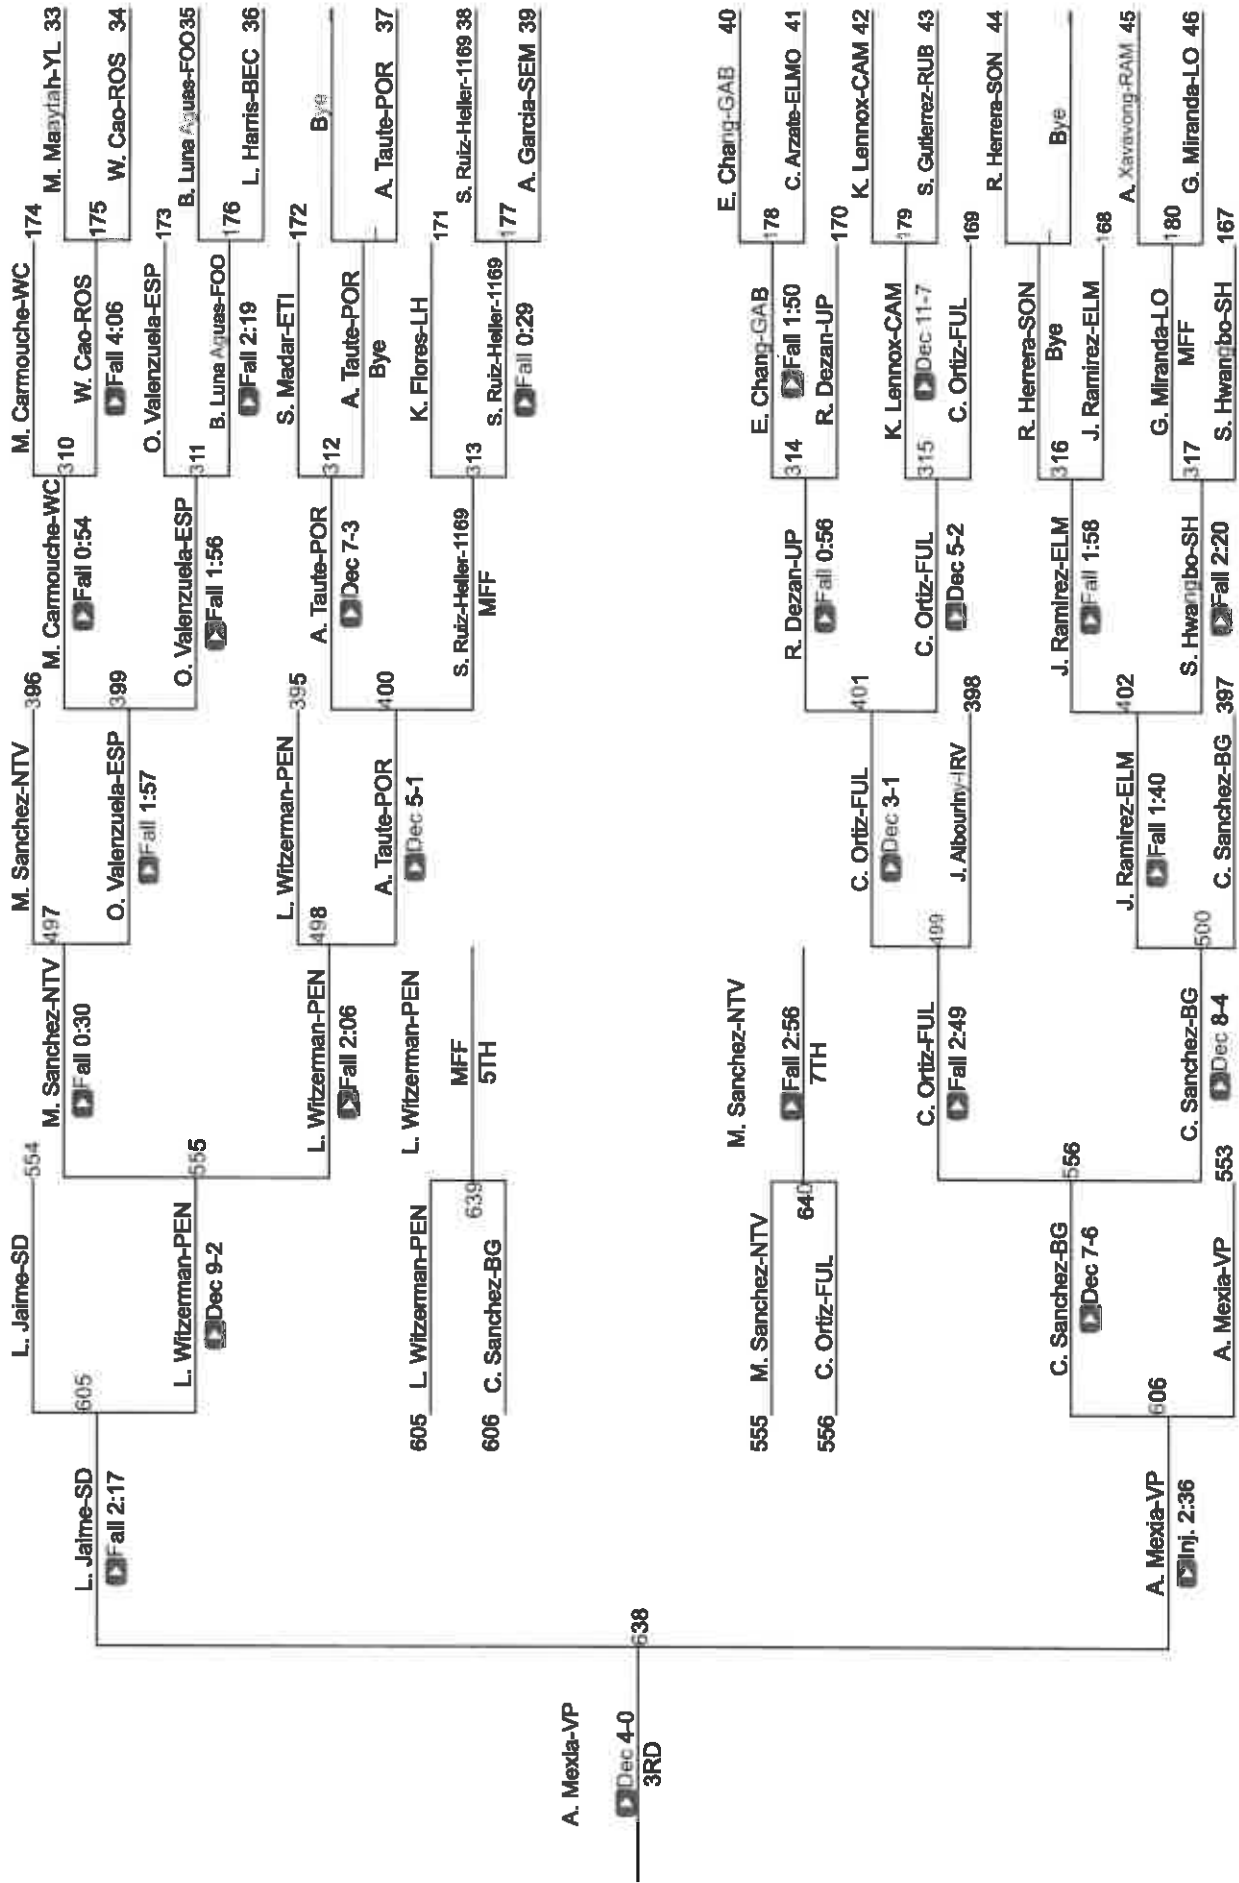 M. Maaytah-YL 33
W. Cao-ROS 34
B. Luna Aguas-FOO 35
L. Harris-BEC 36
Bye
A. Taute-POR 37
S. Ruiz-Heller-1169 38
A. Garcia-SEM 39
E. Chang-GAB 40
C. Arzate-ELMO 41
K. Lennox-CAM 42
S. Gutierrez-RUB 43
R. Herrera-SON 44
Bye
A. Xavavong-RAM 45
G. Miranda-LO 46
M. Carmouche-WC 174
175
W. Cao-ROS
Fall 4:06
O. Valenzuela-ESP 173
176
B. Luna Aguas-FOO
Fall 2:19
S. Madar-ETI 172
A. Taute-POR
Bye
K. Flores-LH 171
177
S. Ruiz-Heller-1169
Fall 0:29
178
E. Chang-GAB
Fall 1:50
R. Dezan-UP 170
179
K. Lennox-CAM
Dec 11-7
C. Ortiz-FUL 169
R. Herrera-SON
Bye
J. Ramirez-ELM 168
180
G. Miranda-LO
MFF
S. Hwangbo-SH 167
310
M. Carmouche-WC
Fall 0:54
311
O. Valenzuela-ESP
Fall 1:56
312
A. Taute-POR
Dec 7-3
313
S. Ruiz-Heller-1169
MFF
314
R. Dezan-UP
Fall 0:56
315
C. Ortiz-FUL
Dec 5-2
316
J. Ramirez-ELM
Fall 1:58
317
S. Hwangbo-SH
Fall 2:20
M. Sanchez-NTV 396
399
O. Valenzuela-ESP
Fall 1:57
L. Witzerman-PEN 395
400
A. Taute-POR
Dec 5-1
401
C. Ortiz-FUL
Dec 3-1
J. Albouriny-IRV 398
402
J. Ramirez-ELM
Fall 1:40
C. Sanchez-BG 397
497
M. Sanchez-NTV
Fall 0:30
498
L. Witzerman-PEN
Fall 2:06
499
C. Ortiz-FUL
Fall 2:49
500
C. Sanchez-BG
Dec 8-4
L. Jaime-SD 554
555
L. Witzerman-PEN
Dec 9-2
556
C. Sanchez-BG
Dec 7-6
A. Mexia-VP 553
605
L. Jaime-SD
Fall 2:17
606
A. Mexia-VP
Inj. 2:36
638
A. Mexia-VP
Dec 4-0
3RD
605 L. Witzerman-PEN
606 C. Sanchez-BG
639
L. Witzerman-PEN
MFF
5TH
555 M. Sanchez-NTV
556 C. Ortiz-FUL
640
M. Sanchez-NTV
Fall 2:56
7TH